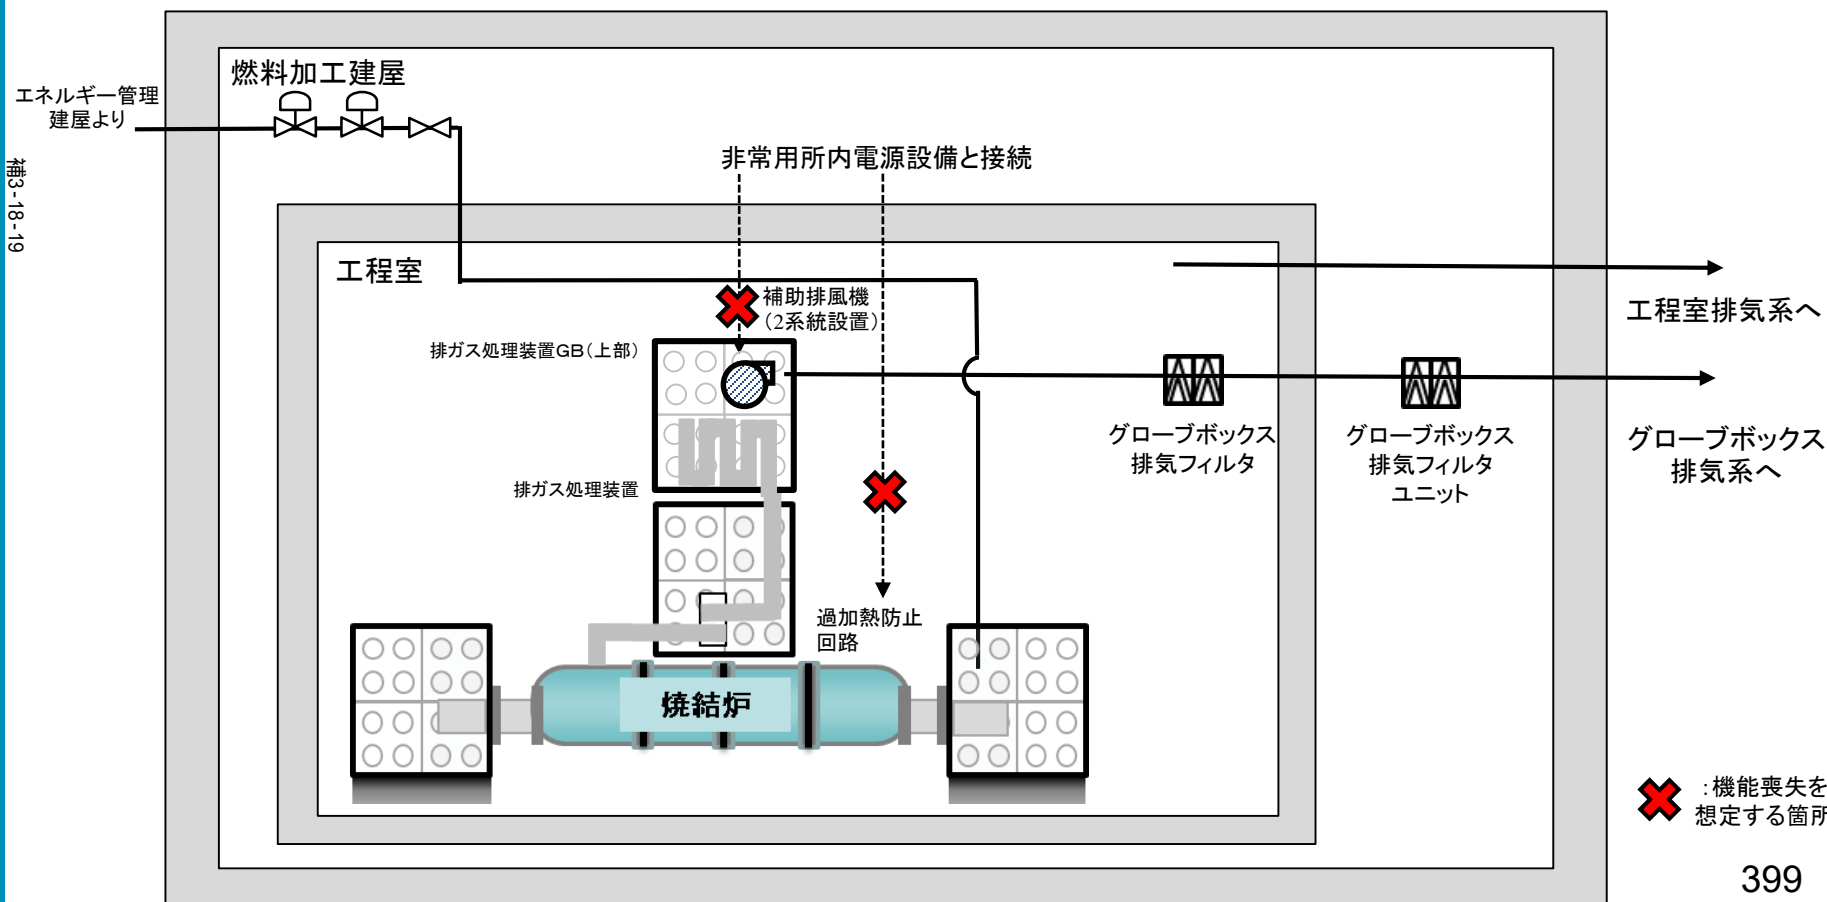 燃料加工建屋
エネルギー管理
建屋より
補3-18-19
非常用所内電源設備と接続
工程室
補助排風機
(2系統設置)
排ガス処理装置GB(上部)
工程室排気系へ
グローブボックス
排気フィルタ
グローブボックス
排気フィルタ
ユニット
グローブボックス
排気系へ
排ガス処理装置
過加熱防止
回路
焼結炉
:機能喪失を
想定する箇所
399